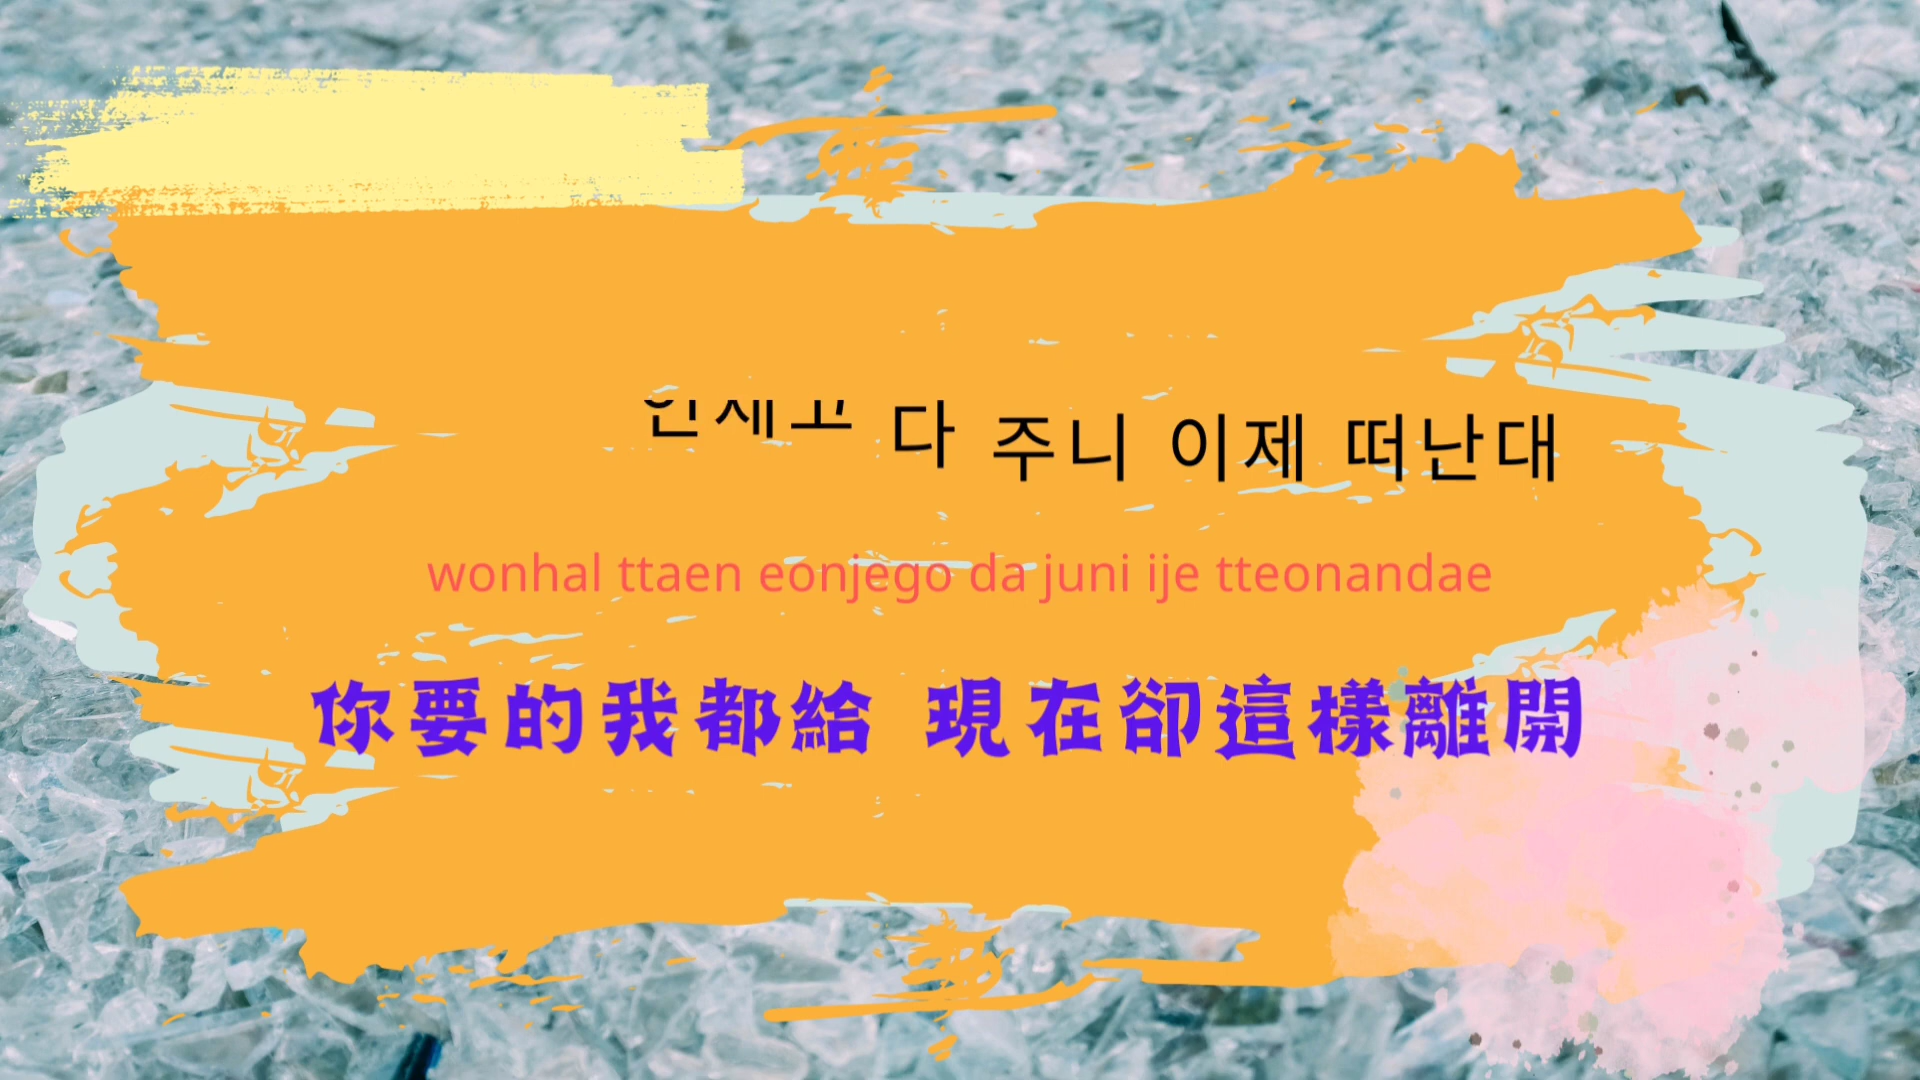 다 주니 이제 떠난대
wonhal ttaen eonjego da juni ije tteonandae
你要的我都給 現在卻這樣離開